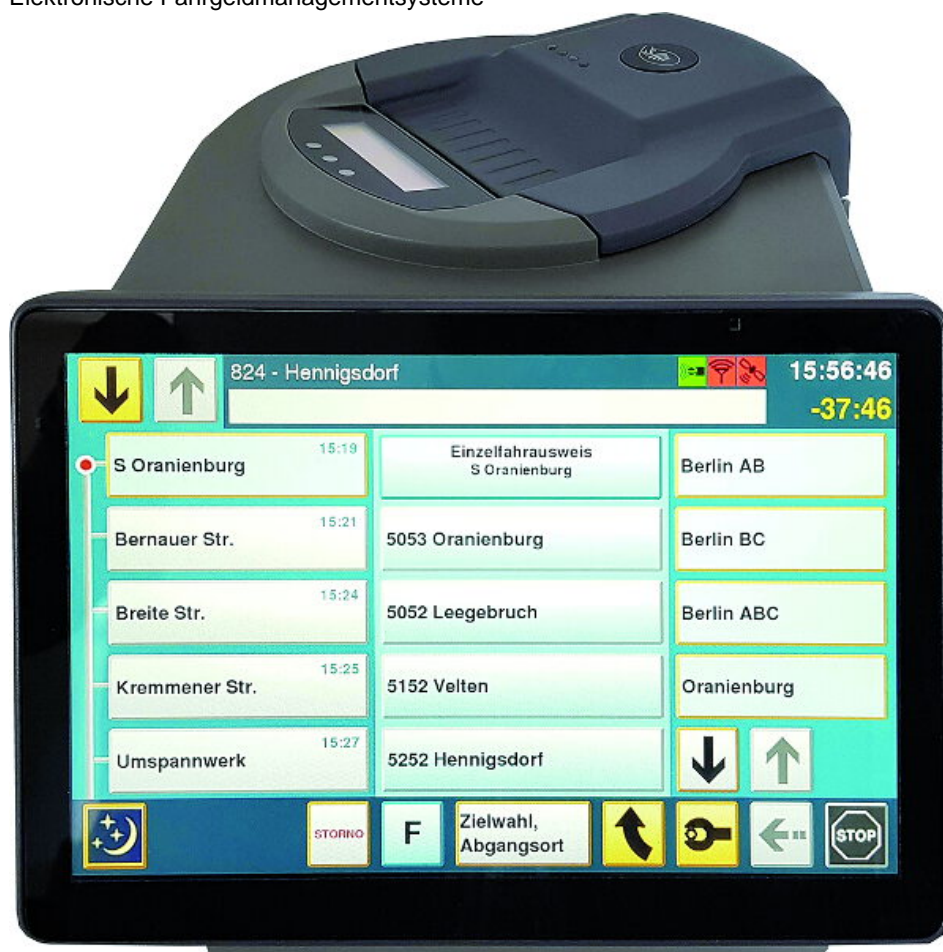 Elektronische Fahrgeldmanagementsysteme
824 - Hennigsdorf
15:56:46
-37:46
S Oranienburg
15:19
Einzelfahrausweis
S Oranienburg
Berlin AB
Bernauer Str.
15:21
5053 Oranienburg
Berlin BC
Breite Str.
15:24
5052 Leegebruch
Berlin ABC
Kremmener Str.
15:25
5152 Velten
Oranienburg
Umspannwerk
15:27
5252 Hennigsdorf
STORNO
F
Zielwahl,
Abgangsort
STOP